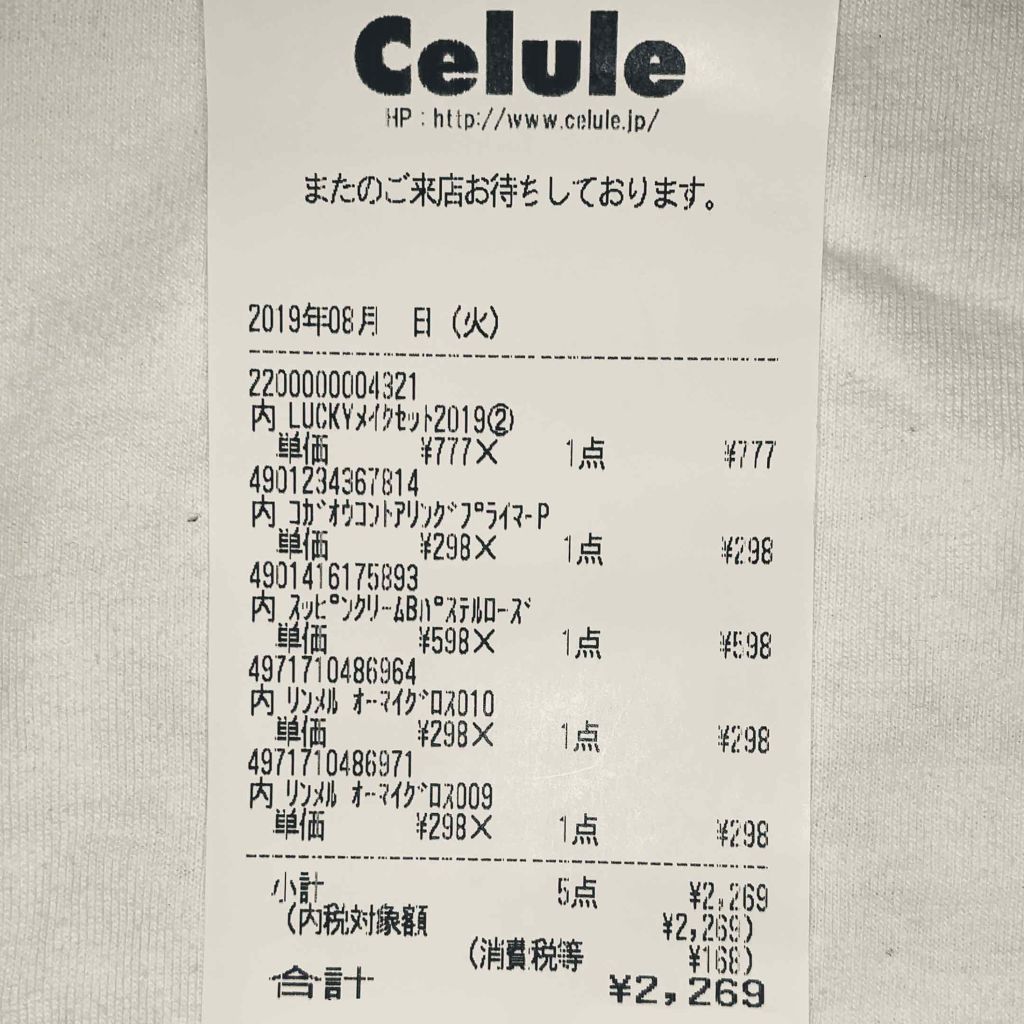 Celule
HP : http://www.celule.jp/
またのご来店お待ちしております。
2019年08月 日(火)
2200000004321
内 LUCKYメイクセット2019②
単価 ¥777× 1点 ¥777
4901234367814
内 コガオウコントアリングプライマーP
単価 ¥298× 1点 ¥298
4901416175893
内 スッピンクリームBパステルローズ
単価 ¥598× 1点 ¥598
4971710486964
内 リンメル オーマイグロス010
単価 ¥298× 1点 ¥298
4971710486971
内 リンメル オーマイグロス009
単価 ¥298× 1点 ¥298
小計 5点 ¥2,269
(内税対象額 ¥2,269)
(消費税等 ¥168)
合計 ¥2,269